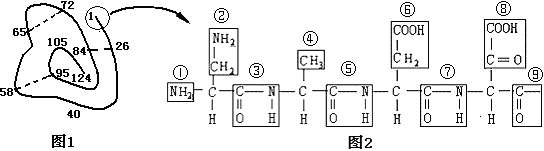 72
1
65
105
84
26
95
124
58
40
图1
① ② ③ ④ ⑤ ⑥ ⑦ ⑧ ⑨
NH₂ CH₃ COOH COOH
NH₂ CH₂ CH₂ C=O
NH₂—C—C—N—C—C—N—C—C—N—C—C
H O H H O H H O H H O
图2